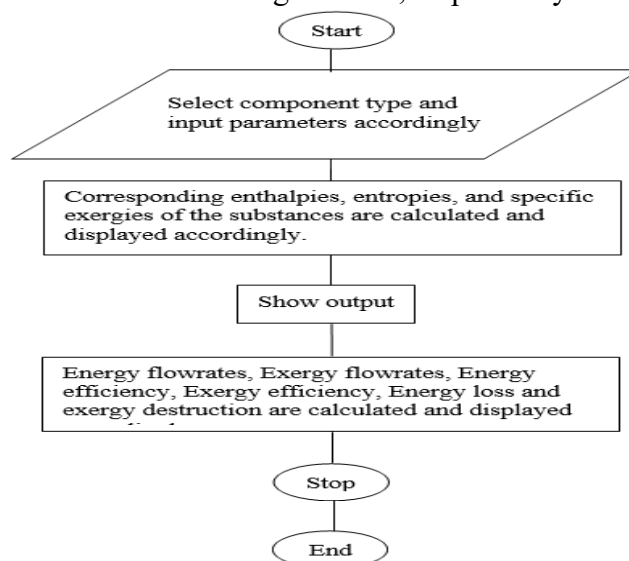 Start
Select component type and
input parameters accordingly
Corresponding enthalpies, entropies, and specific
exergies of the substances are calculated and
displayed accordingly.
Show output
Energy flowrates, Exergy flowrates, Energy
efficiency, Exergy efficiency, Energy loss and
exergy destruction are calculated and displayed
Stop
End